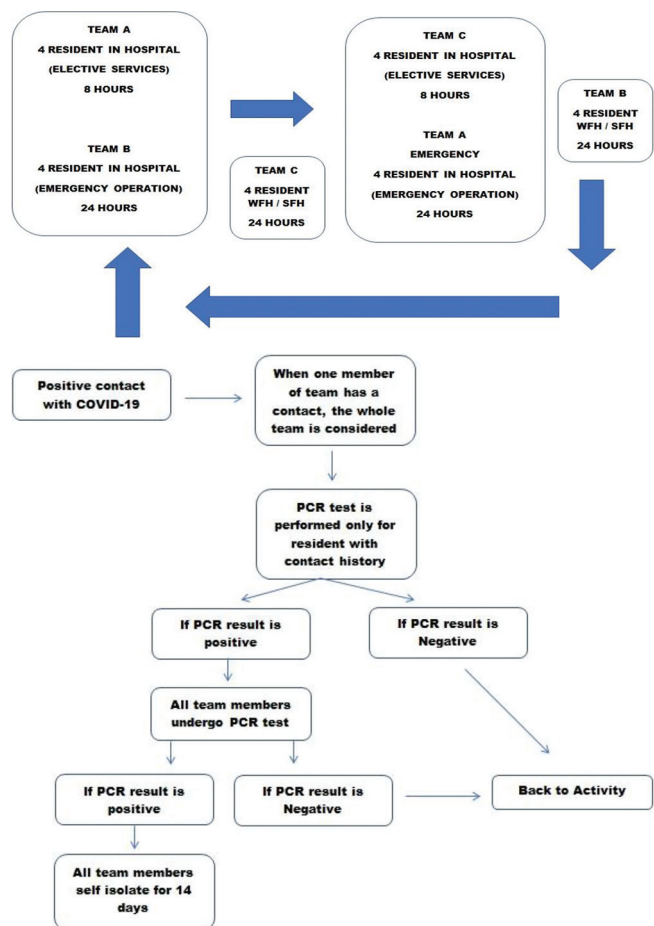 TEAM A
4 RESIDENT IN HOSPITAL
(ELECTIVE SERVICES)
8 HOURS
TEAM B
4 RESIDENT IN HOSPITAL
(EMERGENCY OPERATION)
24 HOURS
TEAM C
4 RESIDENT
WFH / SFH
24 HOURS
TEAM C
4 RESIDENT IN HOSPITAL
(ELECTIVE SERVICES)
8 HOURS
TEAM A
EMERGENCY
4 RESIDENT IN HOSPITAL
(EMERGENCY OPERATION)
24 HOURS
TEAM B
4 RESIDENT
WFH / SFH
24 HOURS
Positive contact
with COVID-19
When one member
of team has a
contact, the whole
team is considered
PCR test is
performed only for
resident with
contact history
If PCR result is
positive
If PCR result is
Negative
All team members
undergo PCR test
If PCR result is
positive
If PCR result is
Negative
Back to Activity
All team members
self isolate for 14
days